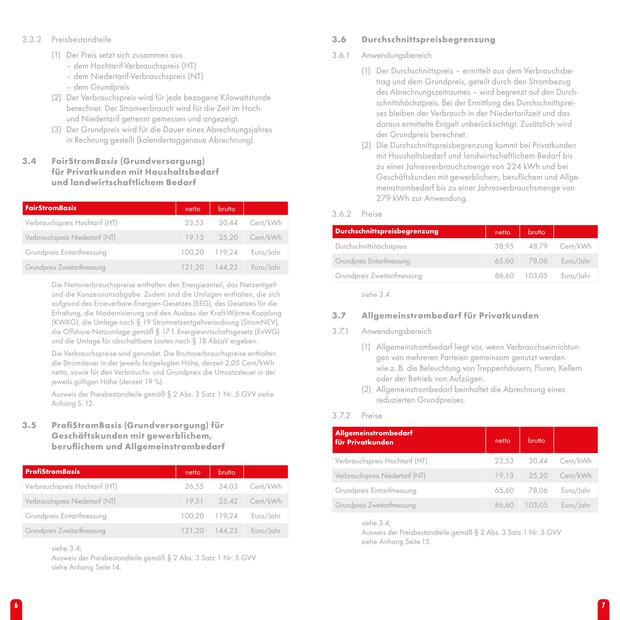 3.3.2 Preisbestandteile
(1) Der Preis setzt sich zusammen aus
– dem Hochtarif-Verbrauchspreis (HT)
– dem Niedertarif-Verbrauchspreis (NT)
– dem Grundpreis
(2) Der Verbrauchspreis wird für jede bezogene Kilowattstunde
berechnet. Der Stromverbrauch wird für die Zeit im Hoch-
und Niedertarif getrennt gemessen und angezeigt.
(3) Der Grundpreis wird für die Dauer eines Abrechnungsjahres
in Rechnung gestellt (kalendertaggenaue Abrechnung).
3.4 FairStromBasis (Grundversorgung)
für Privatkunden mit Haushaltsbedarf
und landwirtschaftlichem Bedarf
FairStromBasis netto brutto
Verbrauchspreis Hochtarif (HT) 23,53 30,44 Cent/kWh
Verbrauchspreis Niedertarif (NT) 19,13 25,20 Cent/kWh
Grundpreis Eintarifmessung 100,20 119,24 Euro/Jahr
Grundpreis Zweitarifmessung 121,20 144,23 Euro/Jahr
Die Nettoverbrauchspreise enthalten den Energieanteil, das Netzentgelt
und die Konzessionsabgabe. Zudem sind die Umlagen enthalten, die sich
aufgrund des Erneuerbare-Energien-Gesetzes (EEG), des Gesetzes für die
Erhaltung, die Modernisierung und den Ausbau der Kraft-Wärme-Kopplung
(KWKG), die Umlage nach § 19 Stromnetzentgeltverordnung (StromNEV),
die Offshore-Netzumlage gemäß § 17 f. Energiewirtschaftsgesetz (EnWG)
und die Umlage für abschaltbare Lasten nach § 18 AbLaV ergeben.
Die Verbrauchspreise sind gerundet. Die Bruttoverbrauchspreise enthalten
die Stromsteuer in der jeweils festgelegten Höhe, derzeit 2,05 Cent/kWh
netto, sowie für den Verbrauchs- und Grundpreis die Umsatzsteuer in der
jeweils gültigen Höhe (derzeit 19 %).
Ausweis der Preisbestandteile gemäß § 2 Abs. 3 Satz 1 Nr. 5 GVV siehe
Anhang S. 12.
3.5 ProfiStromBasis (Grundversorgung) für
Geschäftskunden mit gewerblichem,
beruflichem und Allgemeinstrombedarf
ProfiStromBasis netto brutto
Verbrauchspreis Hochtarif (HT) 26,55 34,03 Cent/kWh
Verbrauchspreis Niedertarif (NT) 19,31 25,42 Cent/kWh
Grundpreis Eintarifmessung 100,20 119,24 Euro/Jahr
Grundpreis Zweitarifmessung 121,20 144,23 Euro/Jahr
siehe 3.4;
Ausweis der Preisbestandteile gemäß § 2 Abs. 3 Satz 1 Nr. 5 GVV
siehe Anhang Seite 14.
6
3.6 Durchschnittspreisbegrenzung
3.6.1 Anwendungsbereich
(1) Der Durchschnittspreis – ermittelt aus dem Verbrauchsbe-
trag und dem Grundpreis, geteilt durch den Strombezug
des Abrechnungszeitraumes – wird begrenzt auf den Durch-
schnittshöchstpreis. Bei der Ermittlung des Durchschnittsprei-
ses bleiben der Verbrauch in der Niedertarifzeit und das
daraus ermittelte Entgelt unberücksichtigt. Zusätzlich wird
der Grundpreis berechnet.
(2) Die Durchschnittspreisbegrenzung kommt bei Privatkunden
mit Haushaltsbedarf und landwirtschaftlichem Bedarf bis
zu einer Jahresverbrauchsmenge von 224 kWh und bei
Geschäftskunden mit gewerblichem, beruflichem und Allge-
meinstrombedarf bis zu einer Jahresverbrauchsmenge von
279 kWh zur Anwendung.
3.6.2 Preise
Durchschnittspreisbegrenzung netto brutto
Durchschnittshöchstpreis 38,95 48,79 Cent/kWh
Grundpreis Eintarifmessung 65,60 78,06 Euro/Jahr
Grundpreis Zweitarifmessung 86,60 103,05 Euro/Jahr
siehe 3.4
3.7 Allgemeinstrombedarf für Privatkunden
3.7.1 Anwendungsbereich
(1) Allgemeinstrombedarf liegt vor, wenn Verbrauchseinrichtun-
gen von mehreren Parteien gemeinsam genutzt werden
wie z. B. die Beleuchtung von Treppenhäusern, Fluren, Kellern
oder der Betrieb von Aufzügen.
(2) Allgemeinstrombedarf beinhaltet die Abrechnung eines
reduzierten Grundpreises.
3.7.2 Preise
Allgemeinstrombedarf
für Privatkunden netto brutto
Verbrauchspreis Hochtarif (HT) 23,53 30,44 Cent/kWh
Verbrauchspreis Niedertarif (NT) 19,13 25,20 Cent/kWh
Grundpreis Eintarifmessung 65,60 78,06 Euro/Jahr
Grundpreis Zweitarifmessung 86,60 103,05 Euro/Jahr
siehe 3.4;
Ausweis der Preisbestandteile gemäß § 2 Abs. 3 Satz 1 Nr. 5 GVV
siehe Anhang Seite 15.
7